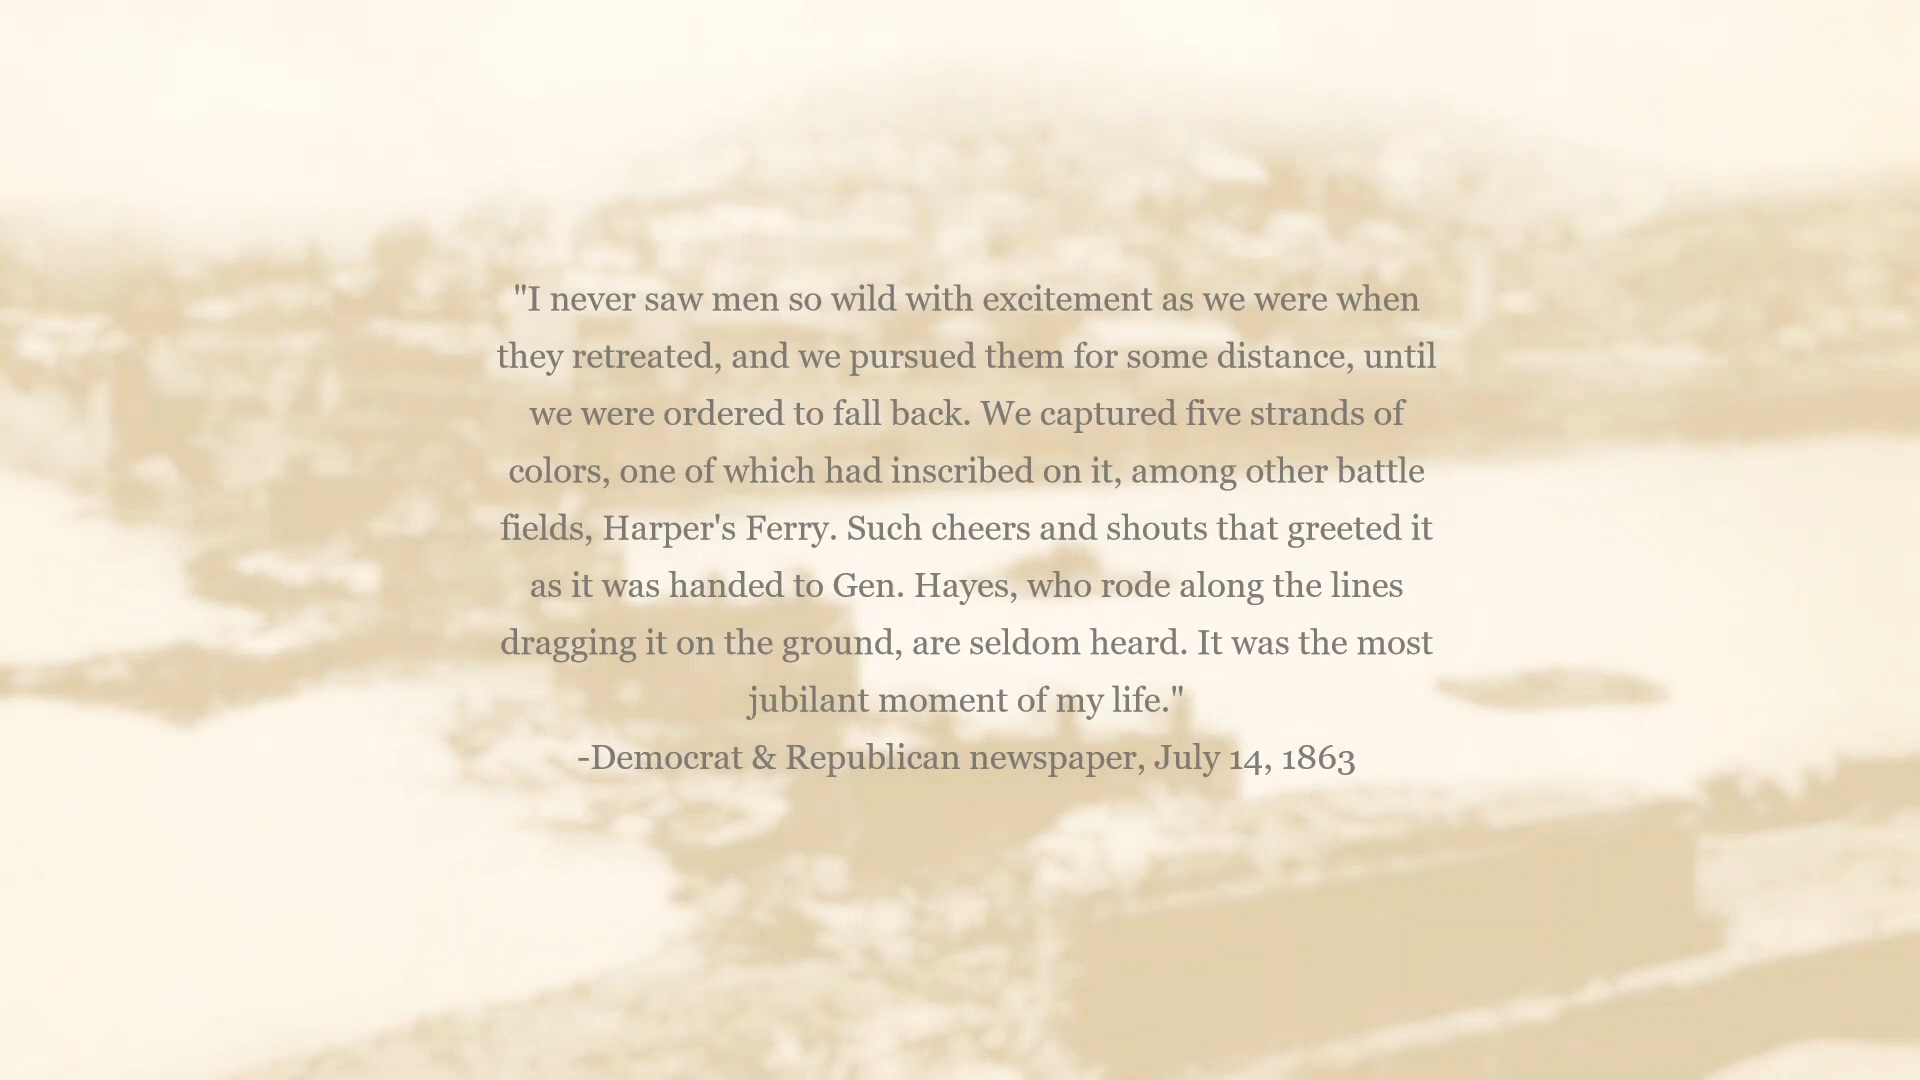 "I never saw men so wild with excitement as we were when
they retreated, and we pursued them for some distance, until
we were ordered to fall back. We captured five strands of
colors, one of which had inscribed on it, among other battle
fields, Harper's Ferry. Such cheers and shouts that greeted it
as it was handed to Gen. Hayes, who rode along the lines
dragging it on the ground, are seldom heard. It was the most
jubilant moment of my life."
-Democrat & Republican newspaper, July 14, 1863